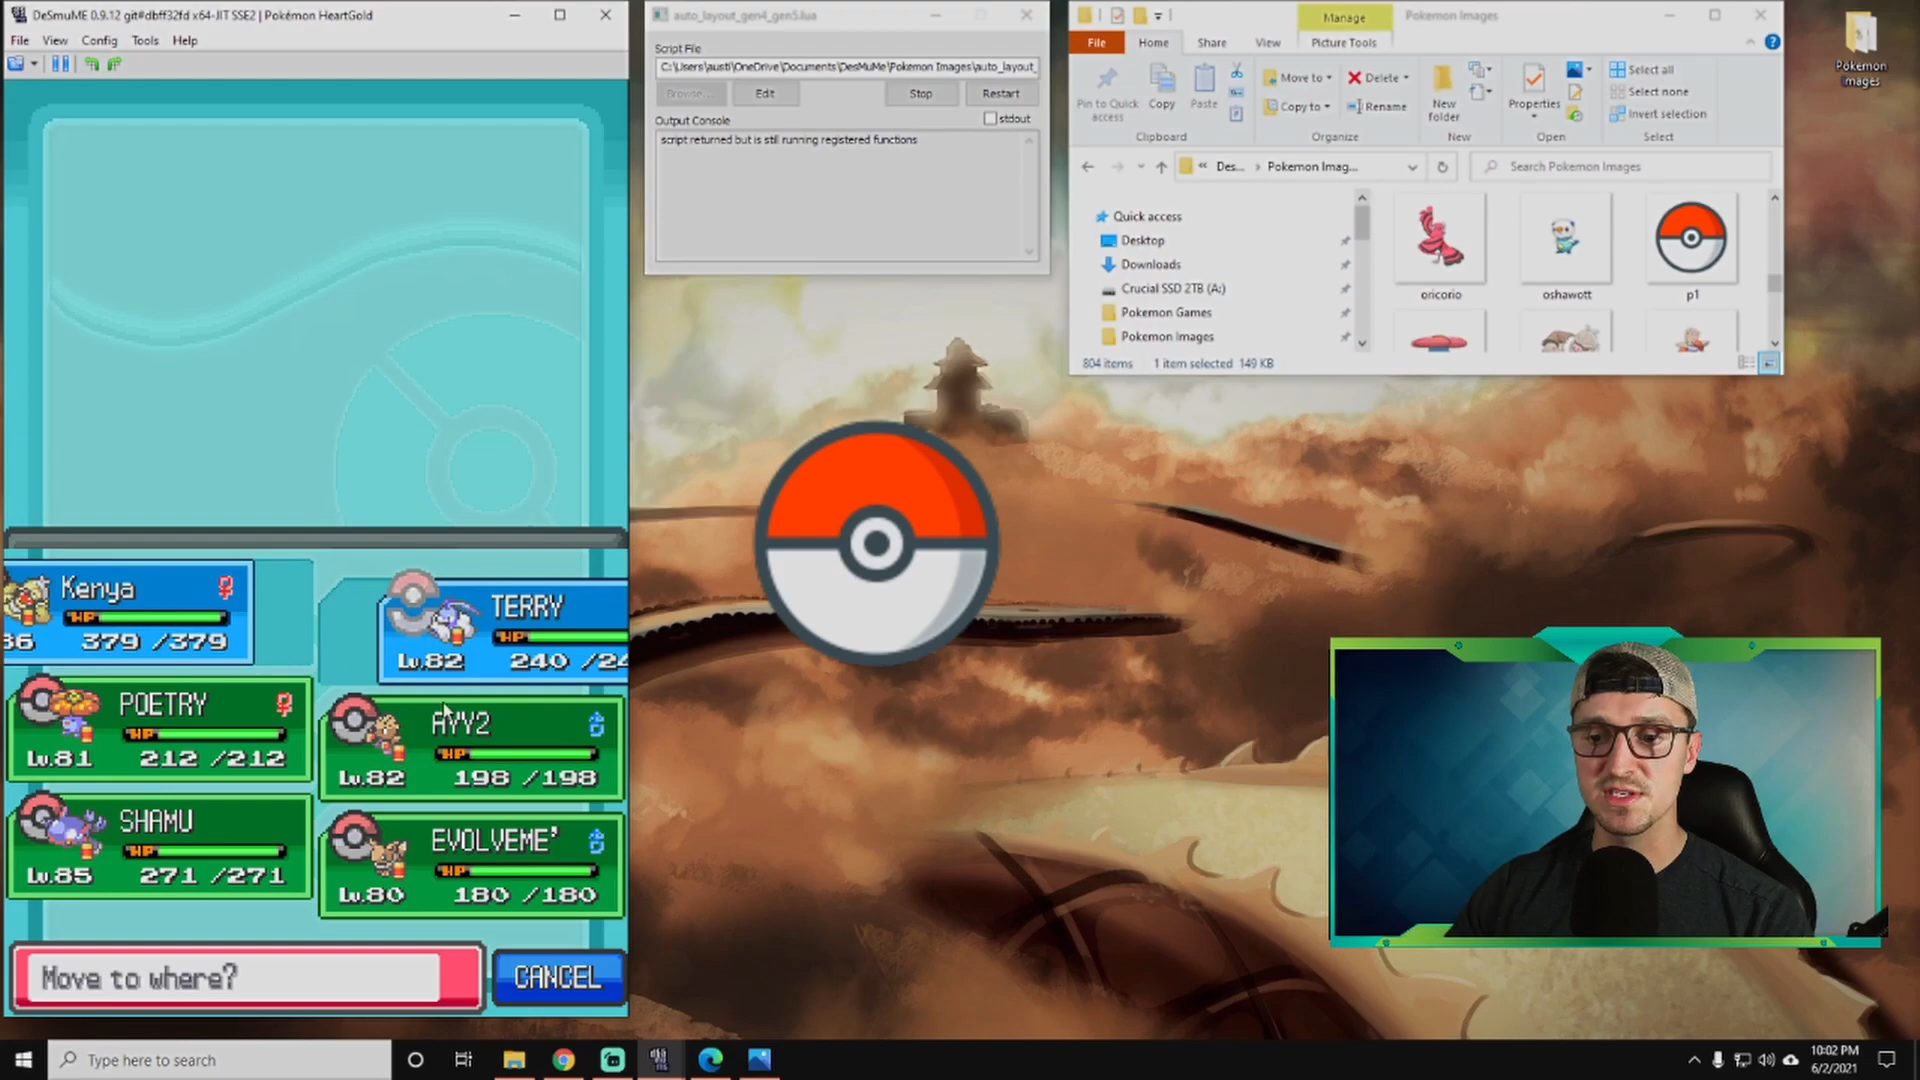 DeSmuME 0.9.12 git#dbff32fd x64-JIT SSE2 | Pokémon HeartGold
File View Config Tools Help
Kenya
36 379 /379
TERRY
HP
Lv.82 240 /24
POETRY
HP
Lv.81 212 /212
AYY2
HP
Lv.82 198 /198
SHAMU
HP
Lv.85 271 /271
EVOLVEME'
HP
Lv.80 180 /180
Move to where?
CANCEL
auto_layout_gen4_gen5.lua
Script File
C:\Users\austi\OneDrive\Documents\DesMuMe\Pokemon Images\auto_layout_
Browse... Edit Stop Restart
Output Console
stdout
script returned but is still running registered functions
Manage
Pokemon Images
File Home Share View Picture Tools
Pin to Quick access
Copy
Paste
Clipboard
Move to
Copy to
Delete
Rename
Organize
New folder
New
Properties
Open
Select all
Select none
Invert selection
Select
« Des... > Pokemon Imag...
Search Pokemon Images
Quick access
Desktop
Downloads
Crucial SSD 2TB (A:)
Pokemon Games
Pokemon Images
oricorio
oshawott
p1
804 items 1 item selected 149 KB
Pokemon Images
Type here to search
10:02 PM
6/2/2021